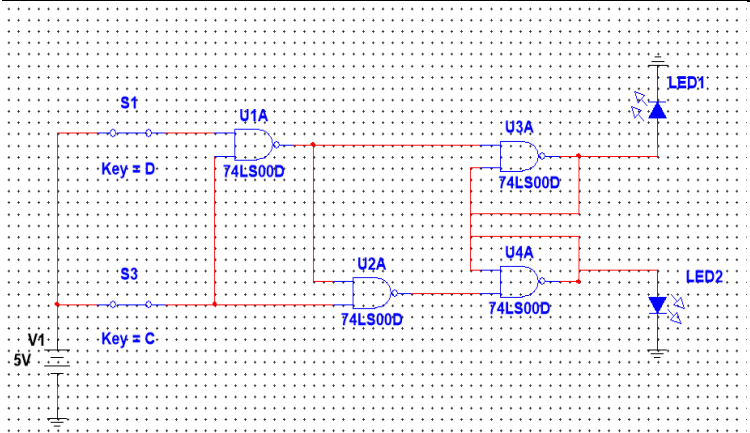 S1
Key = D
U1A
74LS00D
U3A
74LS00D
LED1
S3
Key = C
U2A
74LS00D
U4A
74LS00D
LED2
V1
5V